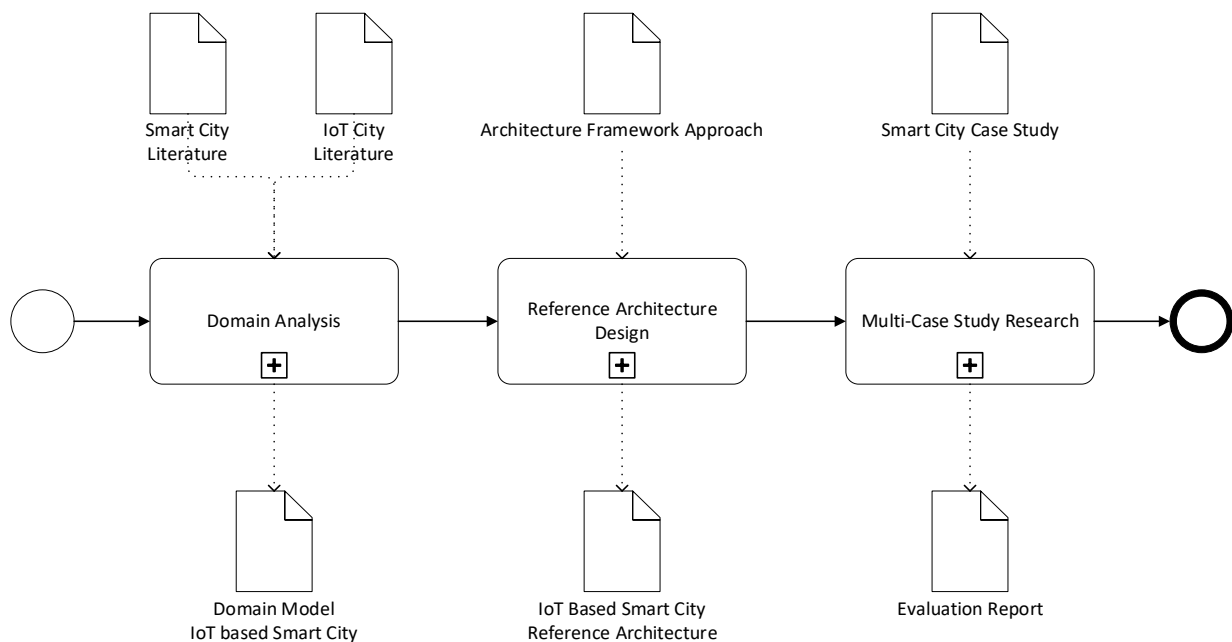 Smart City
Literature
IoT City
Literature
Architecture Framework Approach
Smart City Case Study
Domain Analysis
Reference Architecture
Design
Multi-Case Study Research
Domain Model
IoT based Smart City
IoT Based Smart City
Reference Architecture
Evaluation Report